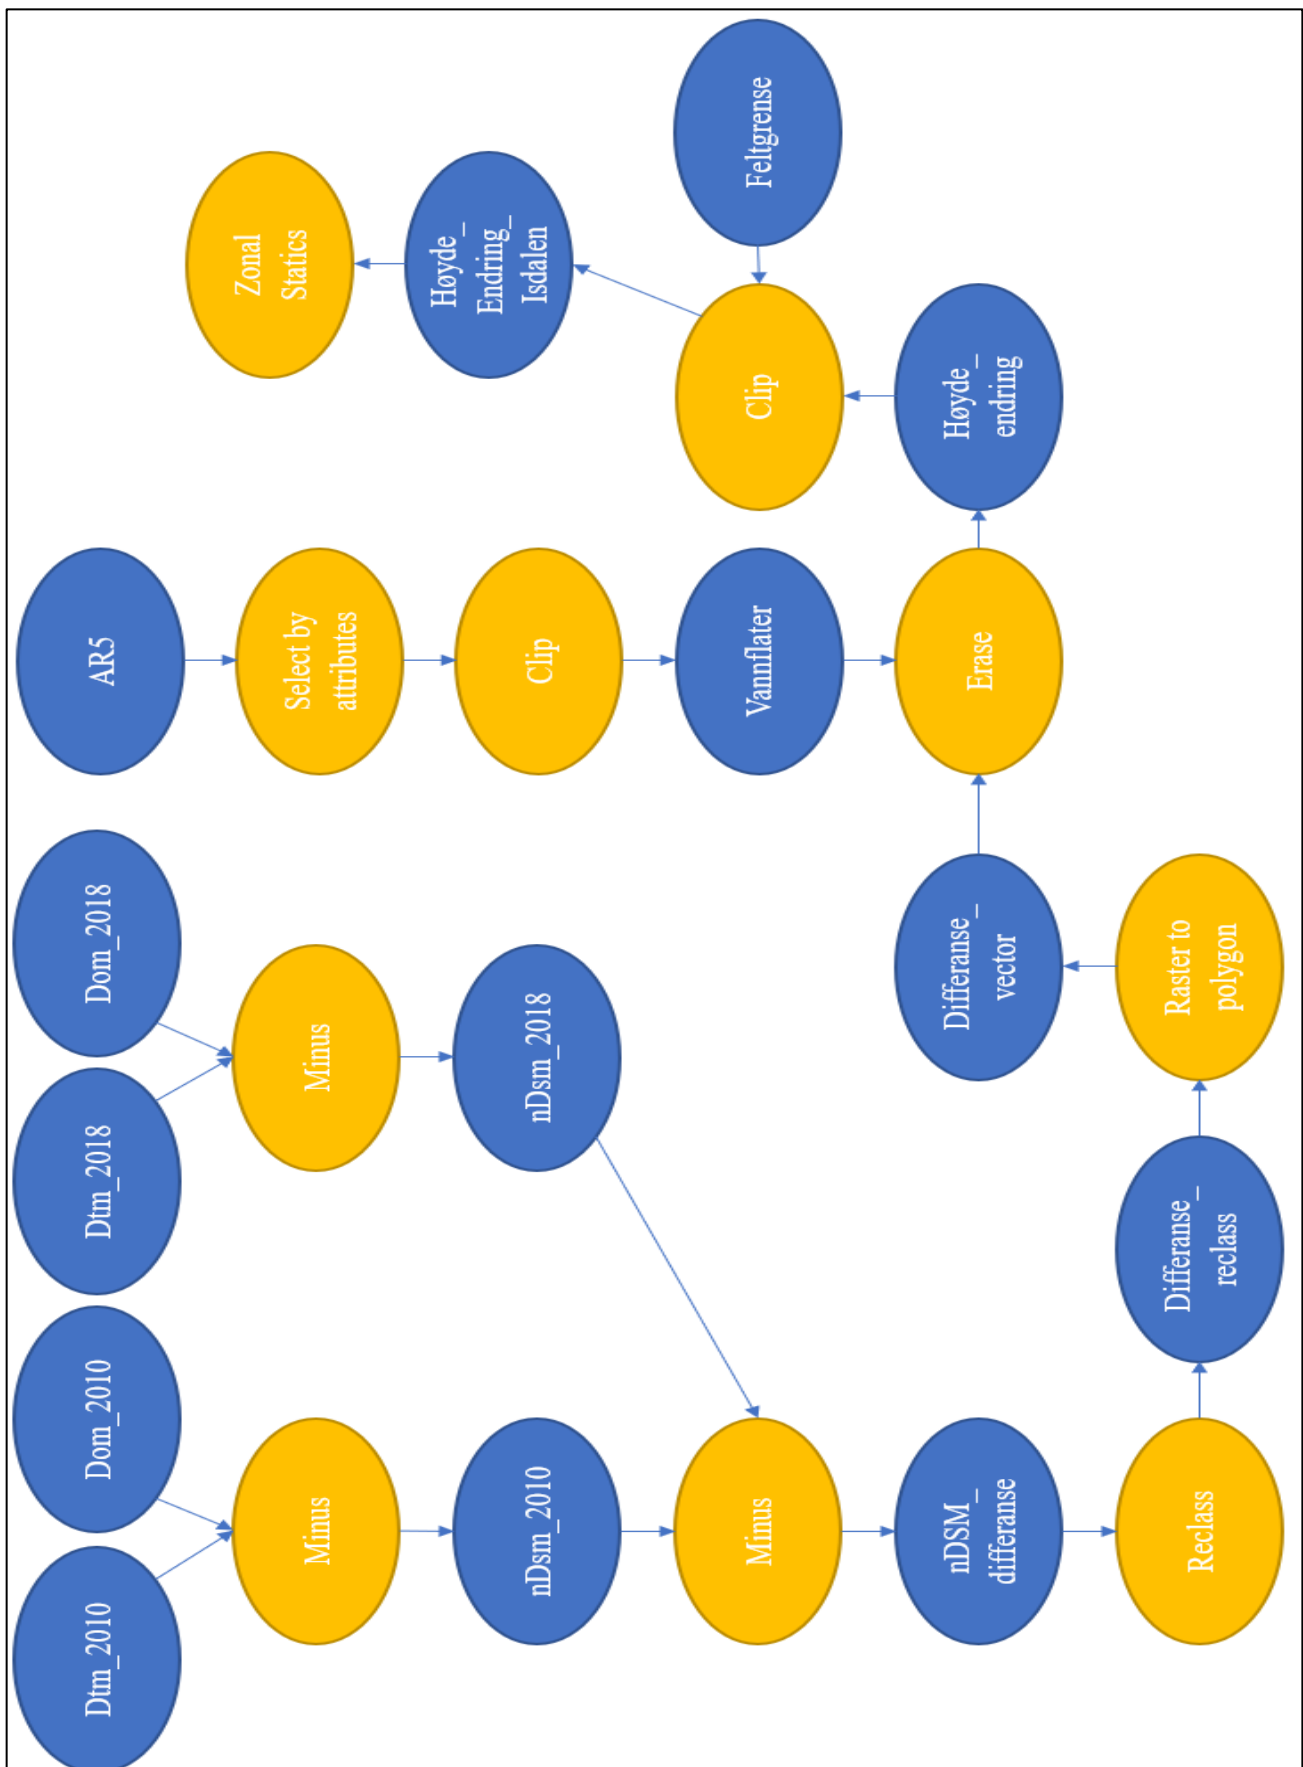 Dtm_2010
Dom_2010
Dtm_2018
Dom_2018
AR5
Minus
Minus
Select by
attributes
Zonal
Statics
nDsm_2010
nDsm_2018
Clip
Høyde_
Endring_
Isdalen
Minus
Vannflater
Clip
Feltgrense
nDSM_
differanse
Differanse_
vector
Erase
Høyde_
endring
Reclass
Differanse_
reclass
Raster to
polygon